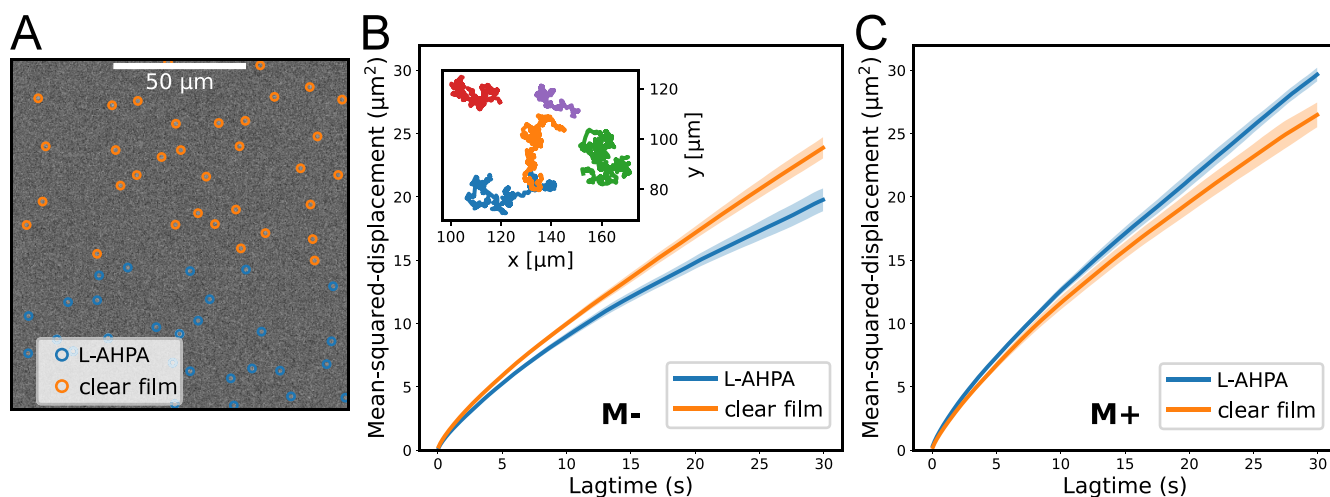 A
50 μm
L-AHPA
clear film
B
Mean-squared-displacement (μm²)
30
25
20
15
10
5
0
120
100
80
y [μm]
100
120
140
160
x [μm]
L-AHPA
clear film
M-
0
5
10
15
20
25
30
Lagtime (s)
C
Mean-squared-displacement (μm²)
30
25
20
15
10
5
0
L-AHPA
clear film
M+
0
5
10
15
20
25
30
Lagtime (s)